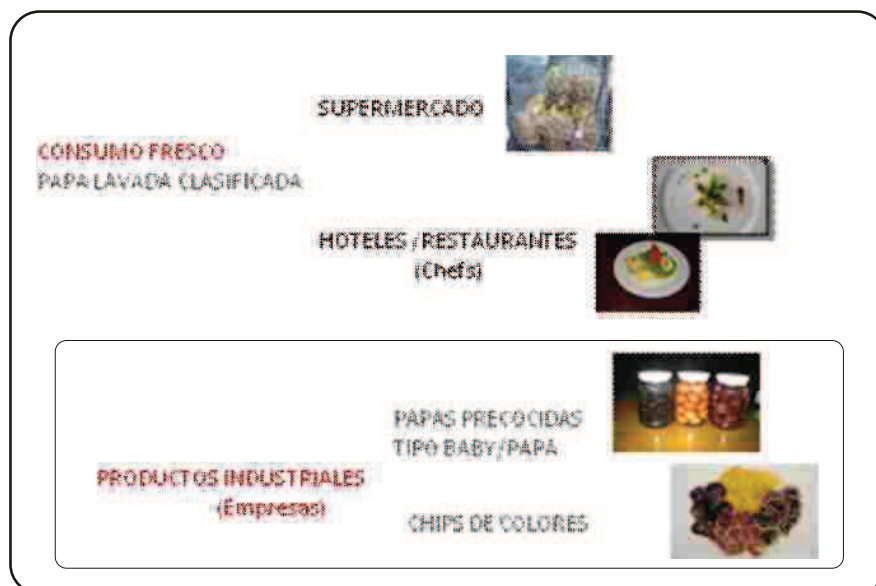 SUPERMERCADO
CONSUMO FRESCO
PAPA LAVADA CLASIFICADA
HOTELES / RESTAURANTES
(Chefs)
PAPAS PRECOCIDAS
TIPO BABY/PAPA
PRODUCTOS INDUSTRIALES
(Empresas)
CHIPS DE COLORES